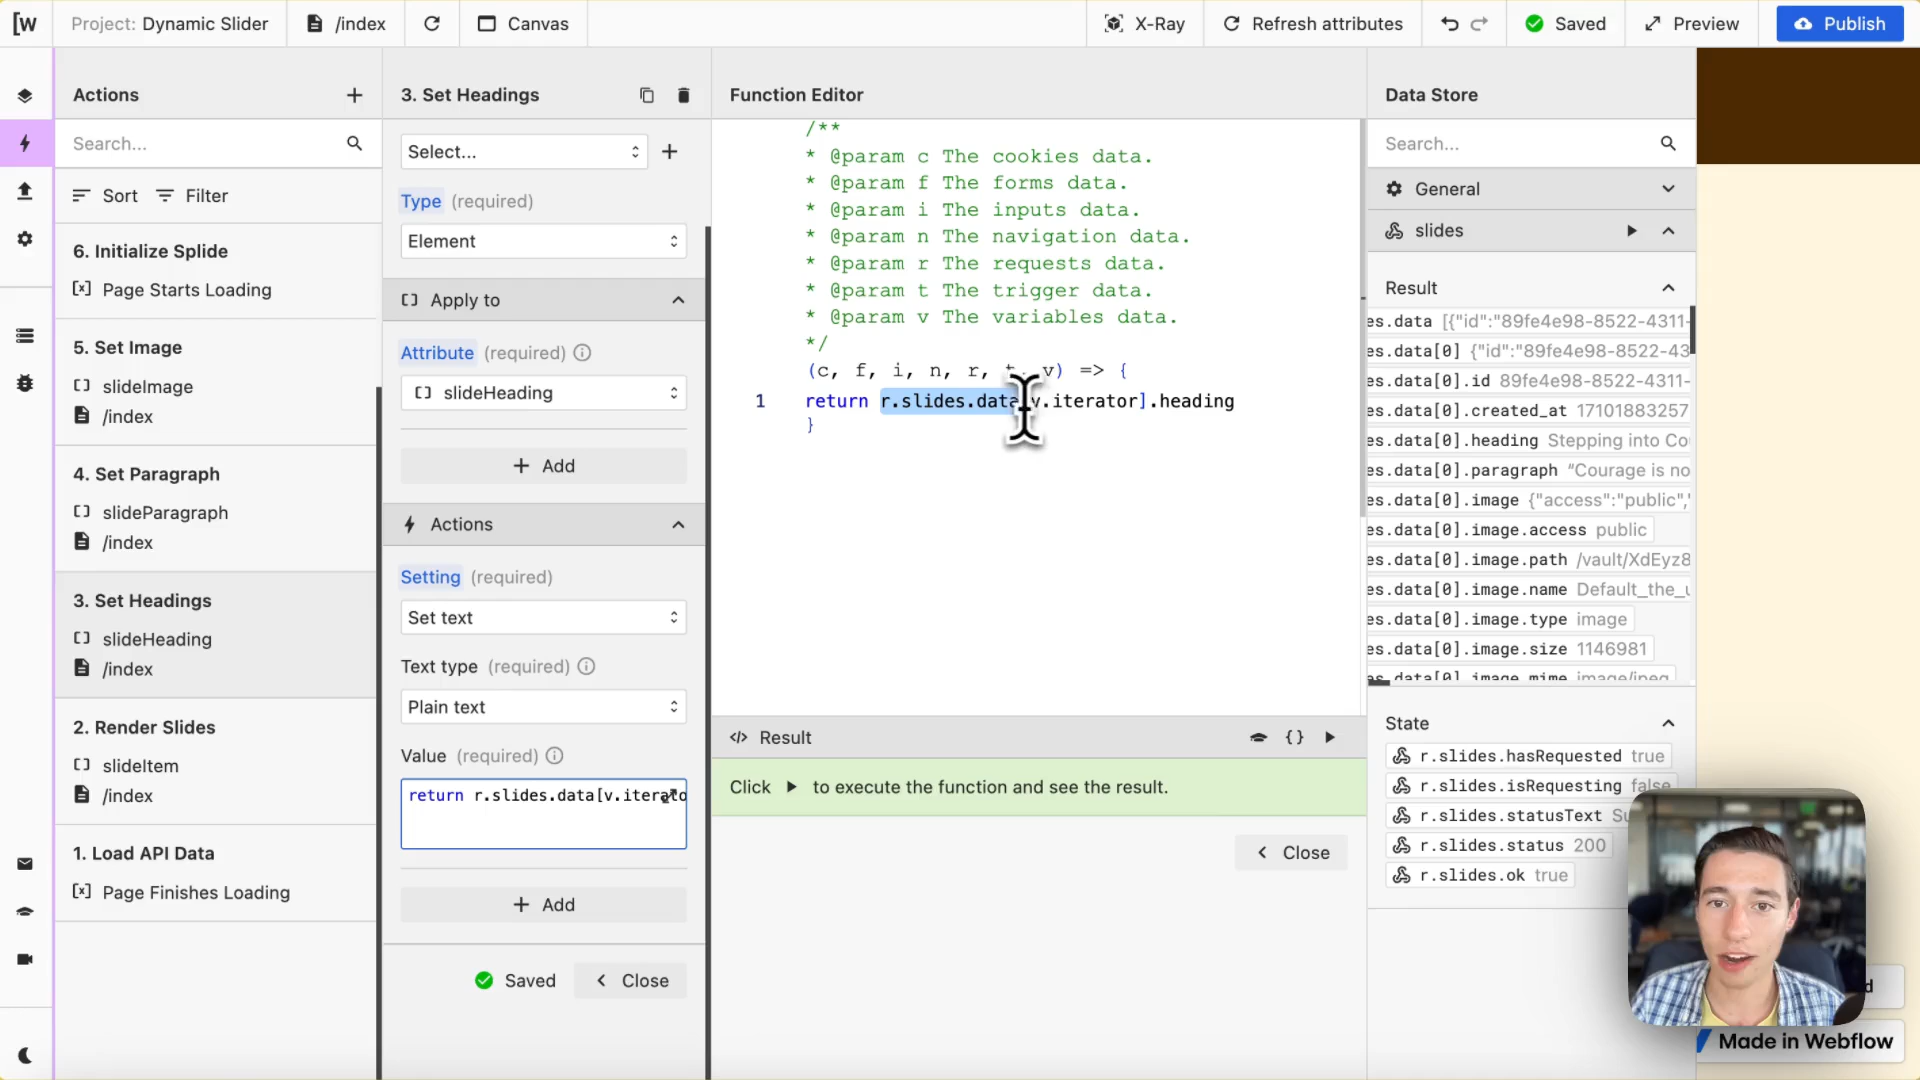 [w Project: Dynamic Slider /index Canvas X-Ray Refresh attributes Saved Preview Publish
Actions
Search...
Sort Filter
6. Initialize Splide
Page Starts Loading
5. Set Image
slideImage
/index
4. Set Paragraph
slideParagraph
/index
3. Set Headings
slideHeading
/index
2. Render Slides
slideItem
/index
1. Load API Data
Page Finishes Loading
3. Set Headings
Select...
Type (required)
Element
Apply to
Attribute (required)
slideHeading
+ Add
Actions
Setting (required)
Set text
Text type (required)
Plain text
Value (required)
return r.slides.data[v.iterato
+ Add
Saved
Close
Function Editor
/**
* @param c The cookies data.
* @param f The forms data.
* @param i The inputs data.
* @param n The navigation data.
* @param r The requests data.
* @param t The trigger data.
* @param v The variables data.
*/
(c, f, i, n, r, t, v) => {
1 return r.slides.data[v.iterator].heading
}
</> Result {}
Click to execute the function and see the result.
Close
Data Store
Search...
General
slides
Result
es.data [{"id":"89fe4e98-8522-4311-
es.data[0] {"id":"89fe4e98-8522-43
es.data[0].id 89fe4e98-8522-4311-
es.data[0].created_at 17101883257
es.data[0].heading Stepping into Co
es.data[0].paragraph "Courage is no
es.data[0].image {"access":"public",
es.data[0].image.access public
es.data[0].image.path /vault/XdEyz8
es.data[0].image.name Default_the_u
es.data[0].image.type image
es.data[0].image.size 1146981
es.data[0].image.mime image/jpeg
State
r.slides.hasRequested true
r.slides.isRequesting false
r.slides.statusText Su
r.slides.status 200
r.slides.ok true
Made in Webflow